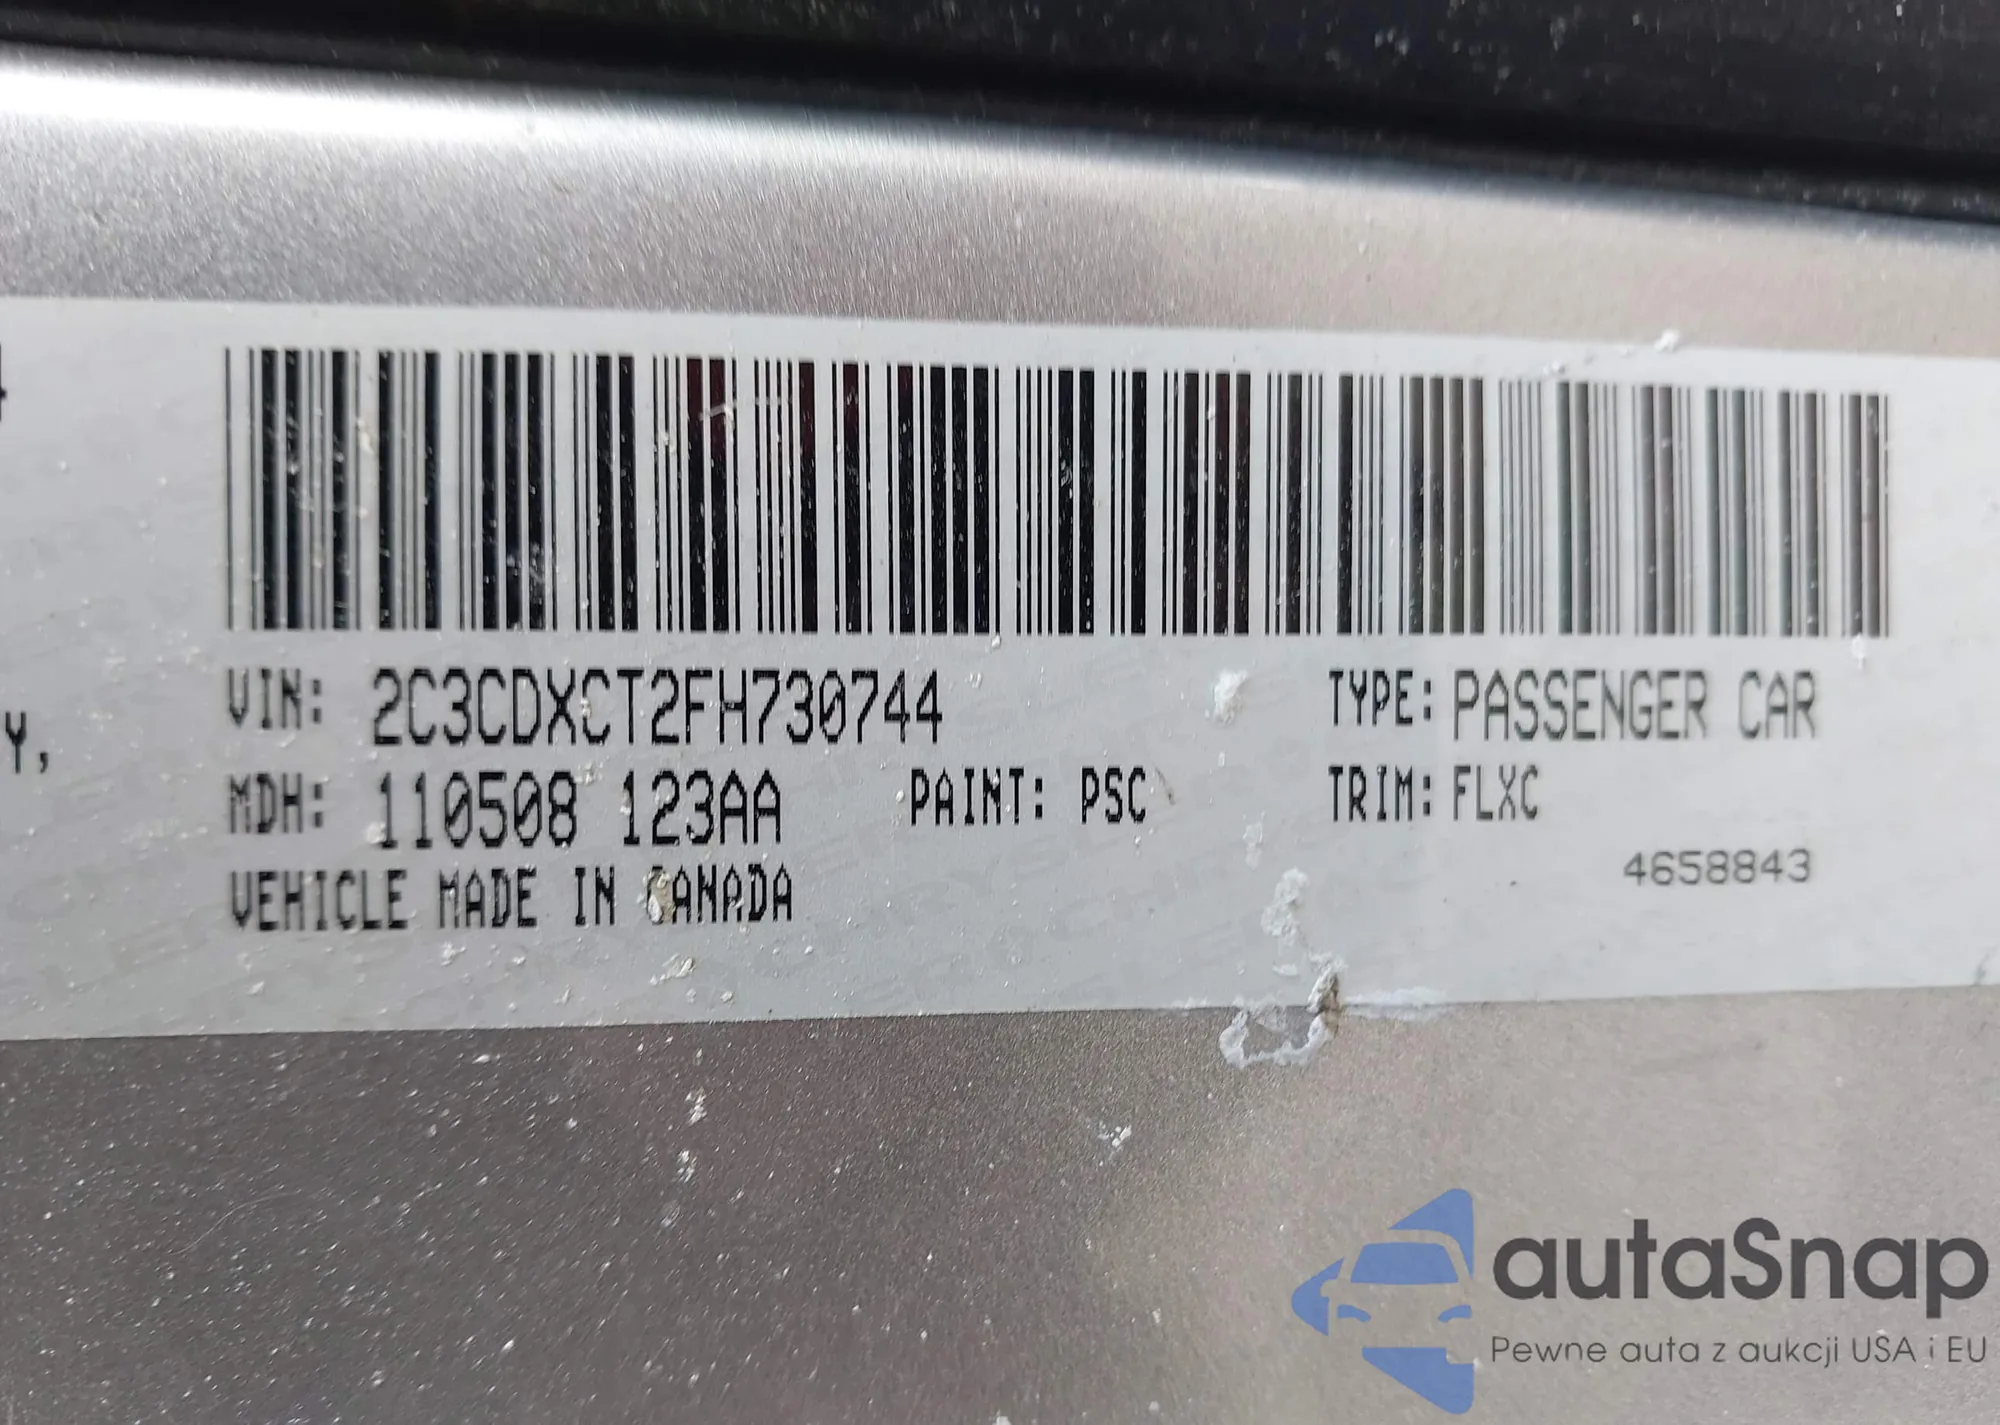 Y,
VIN: 2C3CDXCT2FH730744
TYPE: PASSENGER CAR
MDH: 110508 123AA
PAINT: PSC
TRIM: FLXC
VEHICLE MADE IN CANADA
4658843
autaSnap
Pewne auta z aukcji USA i EU